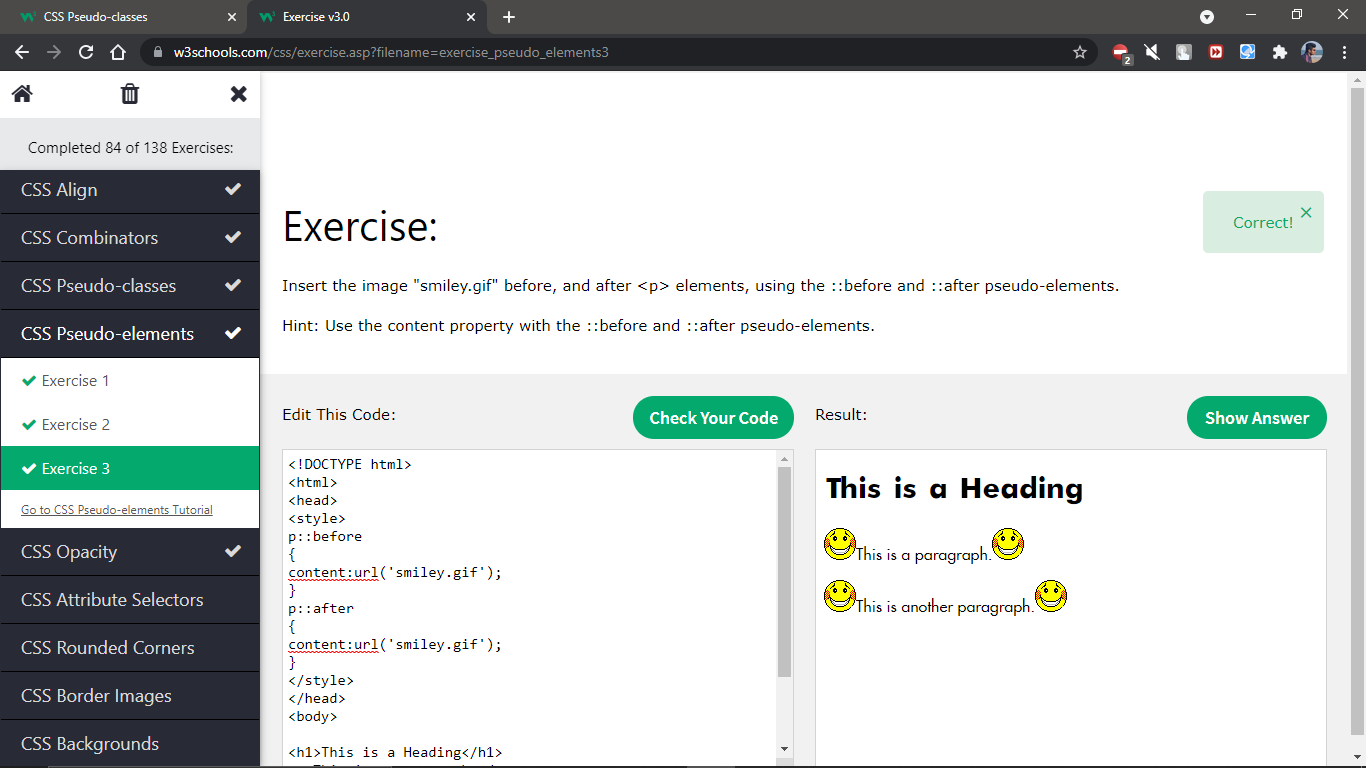 CSS Pseudo-classes
Exercise v3.0
w3schools.com/css/exercise.asp?filename=exercise_pseudo_elements3
2
Completed 84 of 138 Exercises:
CSS Align
CSS Combinators
CSS Pseudo-classes
CSS Pseudo-elements
Exercise 1
Exercise 2
Exercise 3
Go to CSS Pseudo-elements Tutorial
CSS Opacity
CSS Attribute Selectors
CSS Rounded Corners
CSS Border Images
CSS Backgrounds
Exercise:
Correct!
Insert the image "smiley.gif" before, and after <p> elements, using the ::before and ::after pseudo-elements.
Hint: Use the content property with the ::before and ::after pseudo-elements.
Edit This Code:
Check Your Code
<!DOCTYPE html>
<html>
<head>
<style>
p::before
{
content:url('smiley.gif');
}
p::after
{
content:url('smiley.gif');
}
</style>
</head>
<body>
<h1>This is a Heading</h1>
Result:
Show Answer
This is a Heading
This is a paragraph.
This is another paragraph.